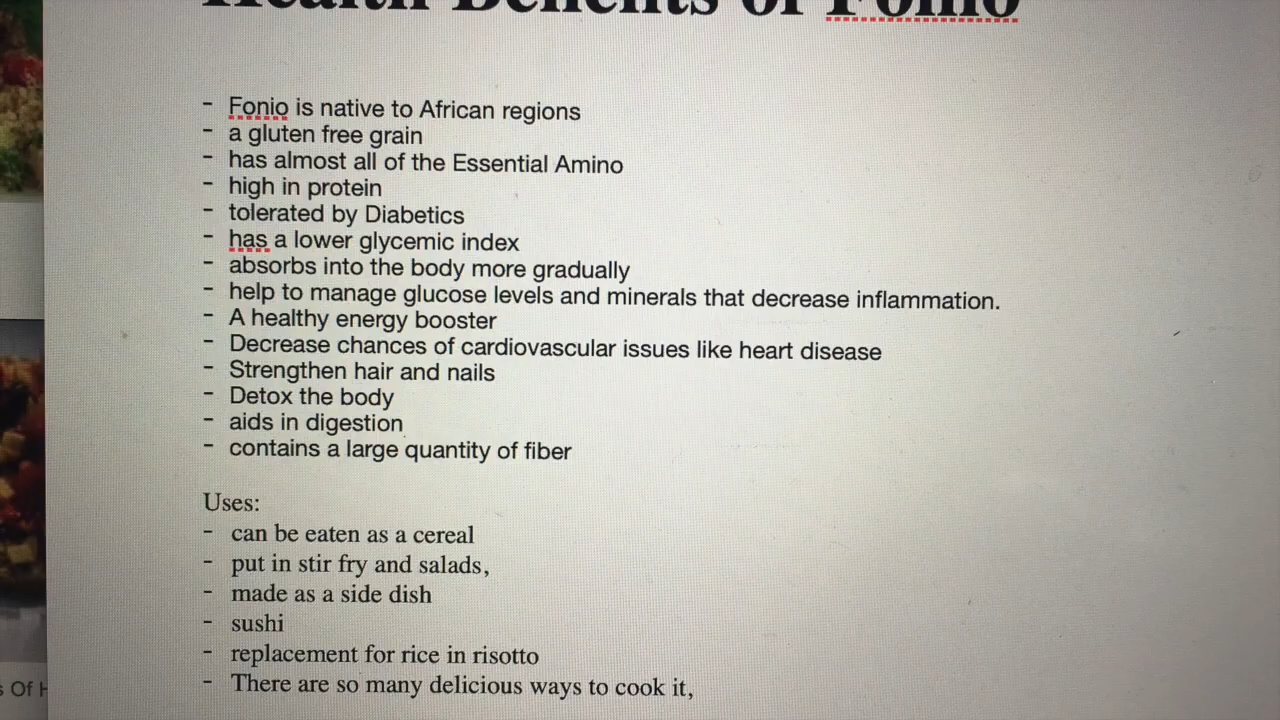 Health Benefits of Fonio
- Fonio is native to African regions
- a gluten free grain
- has almost all of the Essential Amino
- high in protein
- tolerated by Diabetics
- has a lower glycemic index
- absorbs into the body more gradually
- help to manage glucose levels and minerals that decrease inflammation.
- A healthy energy booster
- Decrease chances of cardiovascular issues like heart disease
- Strengthen hair and nails
- Detox the body
- aids in digestion
- contains a large quantity of fiber
Uses:
- can be eaten as a cereal
- put in stir fry and salads,
- made as a side dish
- sushi
- replacement for rice in risotto
- There are so many delicious ways to cook it,
Of